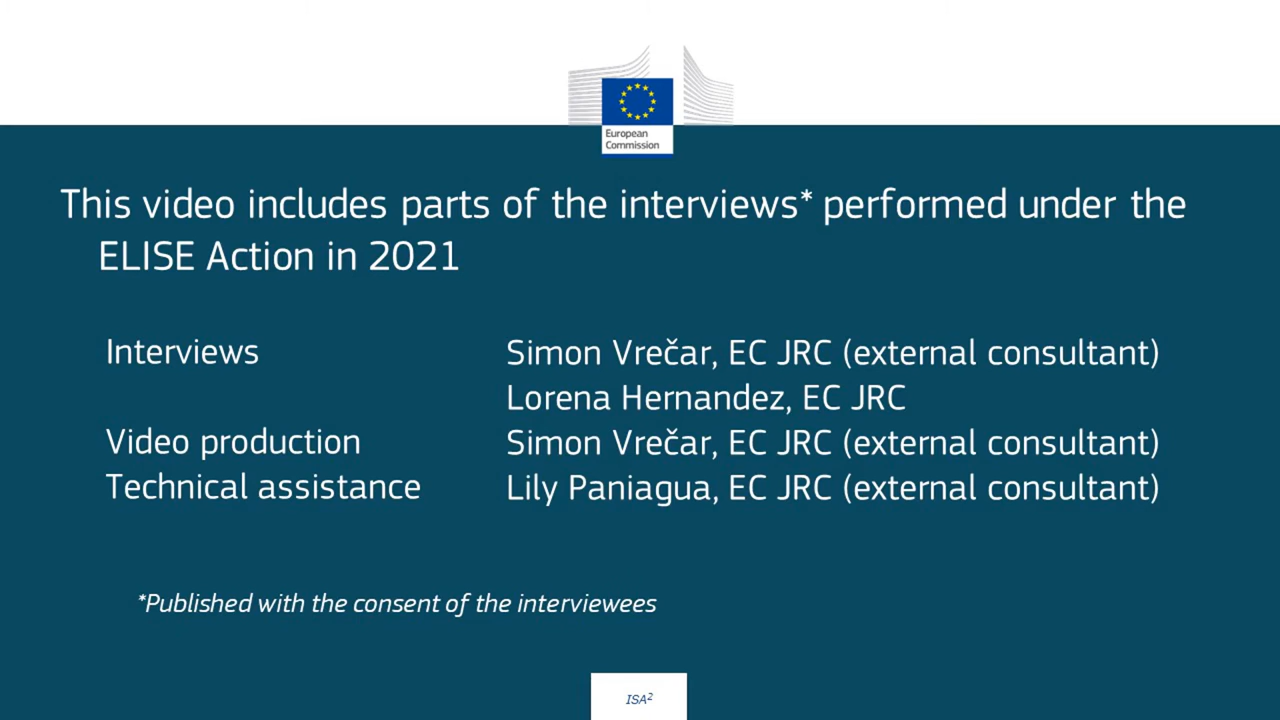 European
Commission
This video includes parts of the interviews* performed under the
ELISE Action in 2021
Interviews Simon Vrečar, EC JRC (external consultant)
Lorena Hernandez, EC JRC
Video production Simon Vrečar, EC JRC (external consultant)
Technical assistance Lily Paniagua, EC JRC (external consultant)
*Published with the consent of the interviewees
ISA²